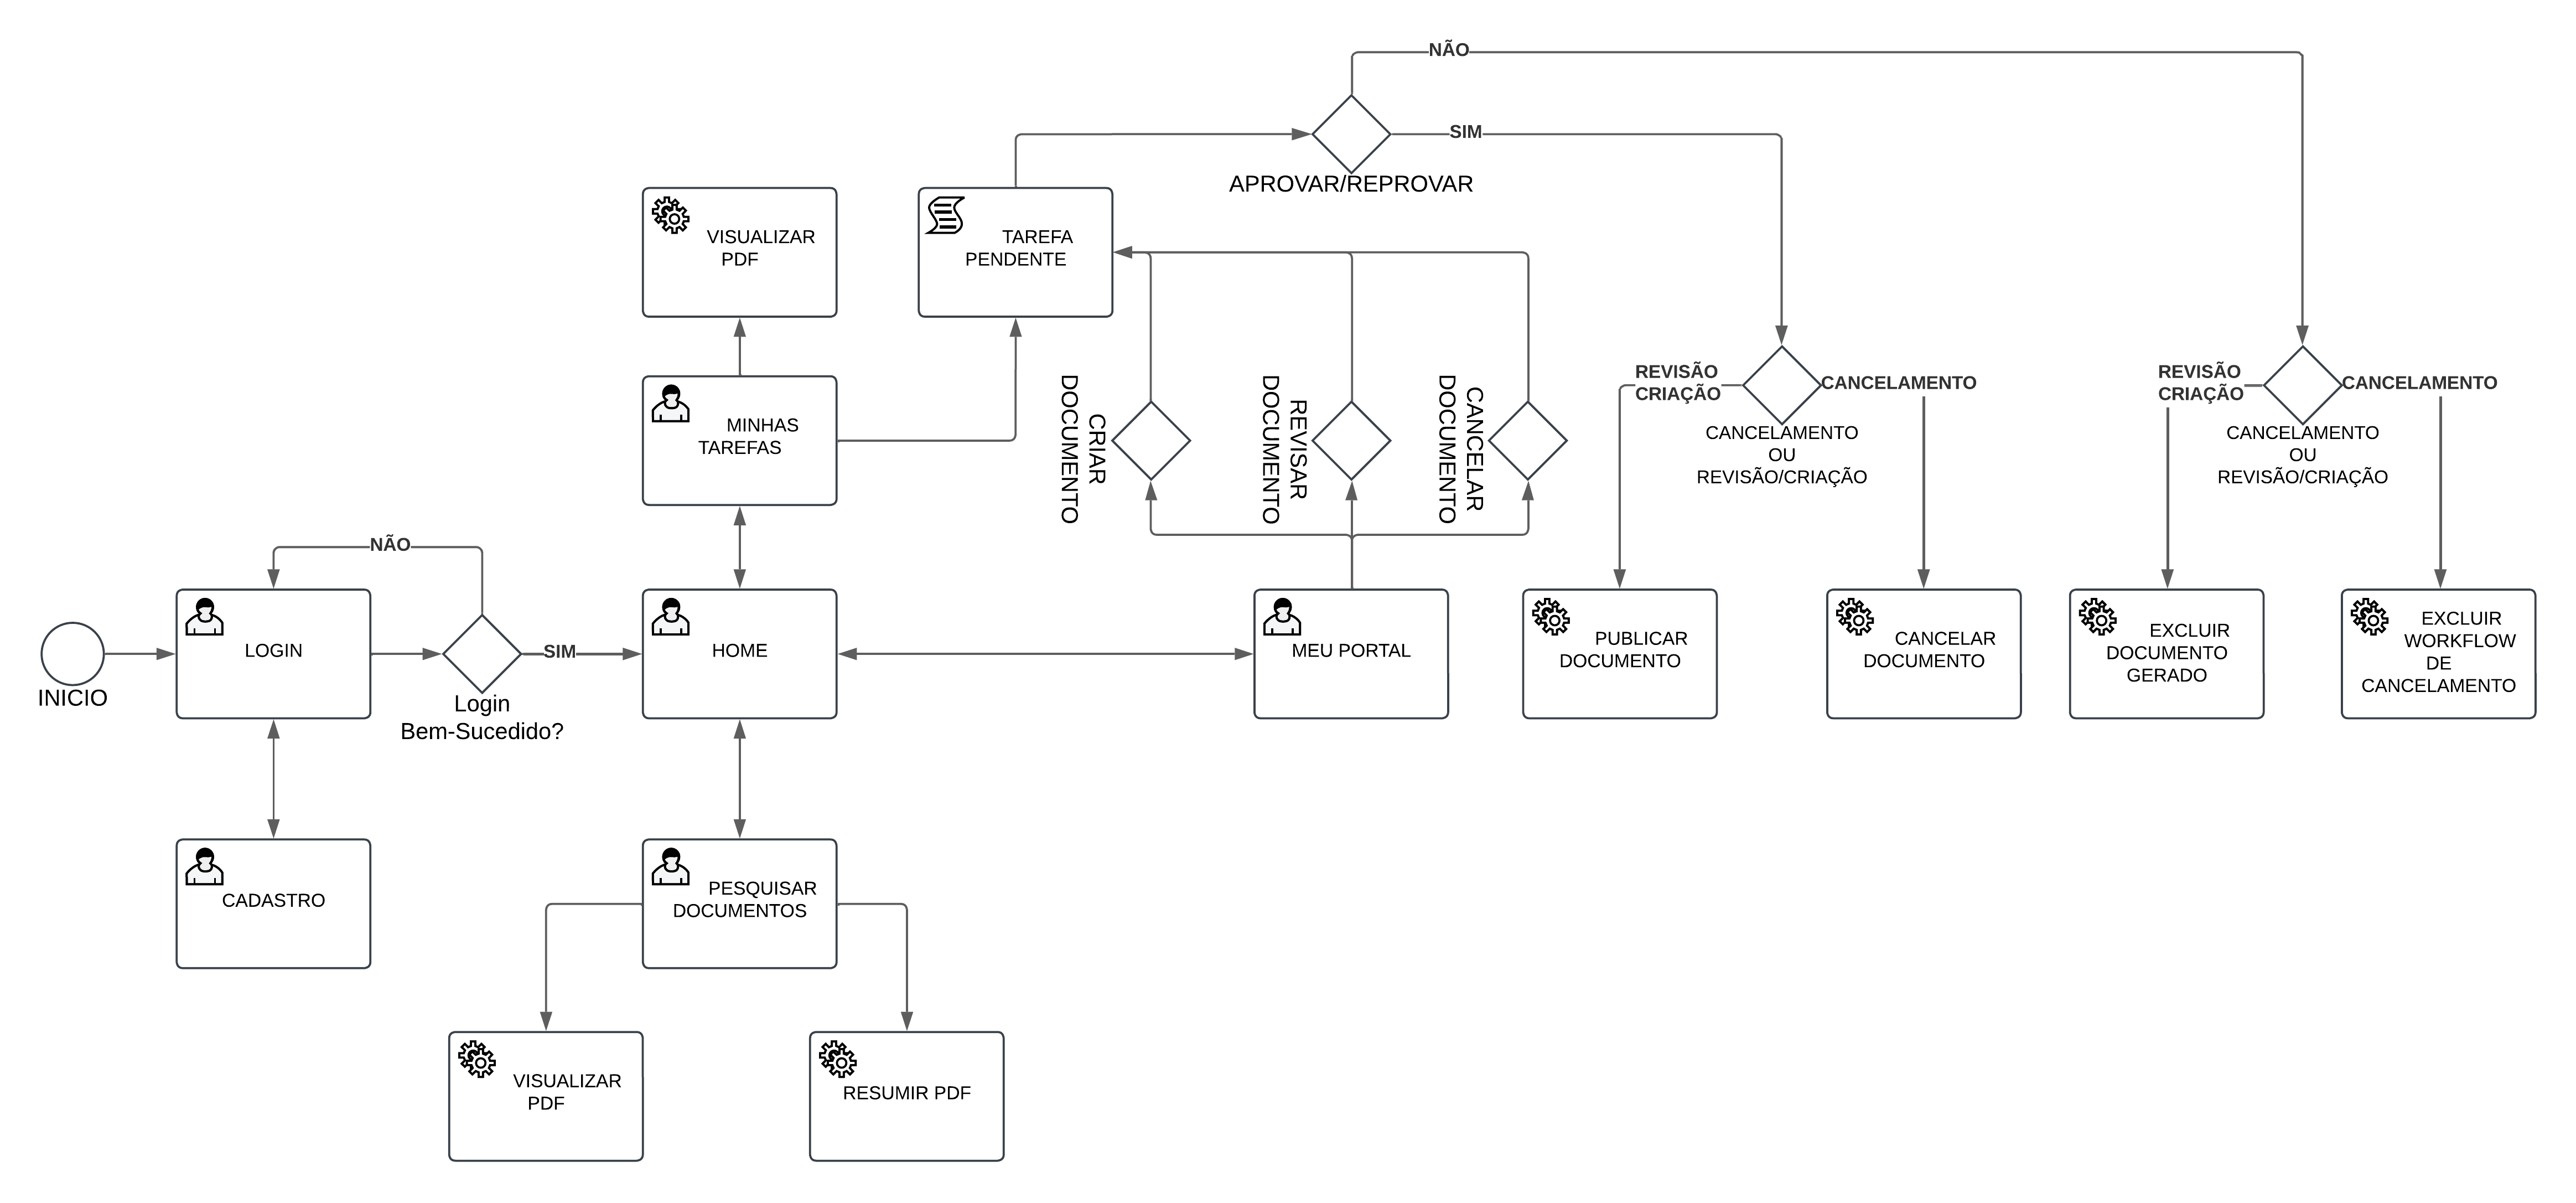 NÃO
SIM
APROVAR/REPROVAR
VISUALIZAR
PDF
TAREFA
PENDENTE
MINHAS
TAREFAS
CRIAR
DOCUMENTO
REVISAR
DOCUMENTO
CANCELAR
DOCUMENTO
REVISÃO
CRIAÇÃO
CANCELAMENTO
CANCELAMENTO
OU
REVISÃO/CRIAÇÃO
REVISÃO
CRIAÇÃO
CANCELAMENTO
CANCELAMENTO
OU
REVISÃO/CRIAÇÃO
NÃO
INICIO
LOGIN
Login
Bem-Sucedido?
SIM
HOME
MEU PORTAL
PUBLICAR
DOCUMENTO
CANCELAR
DOCUMENTO
EXCLUIR
DOCUMENTO
GERADO
EXCLUIR
WORKFLOW
DE
CANCELAMENTO
CADASTRO
PESQUISAR
DOCUMENTOS
VISUALIZAR
PDF
RESUMIR PDF